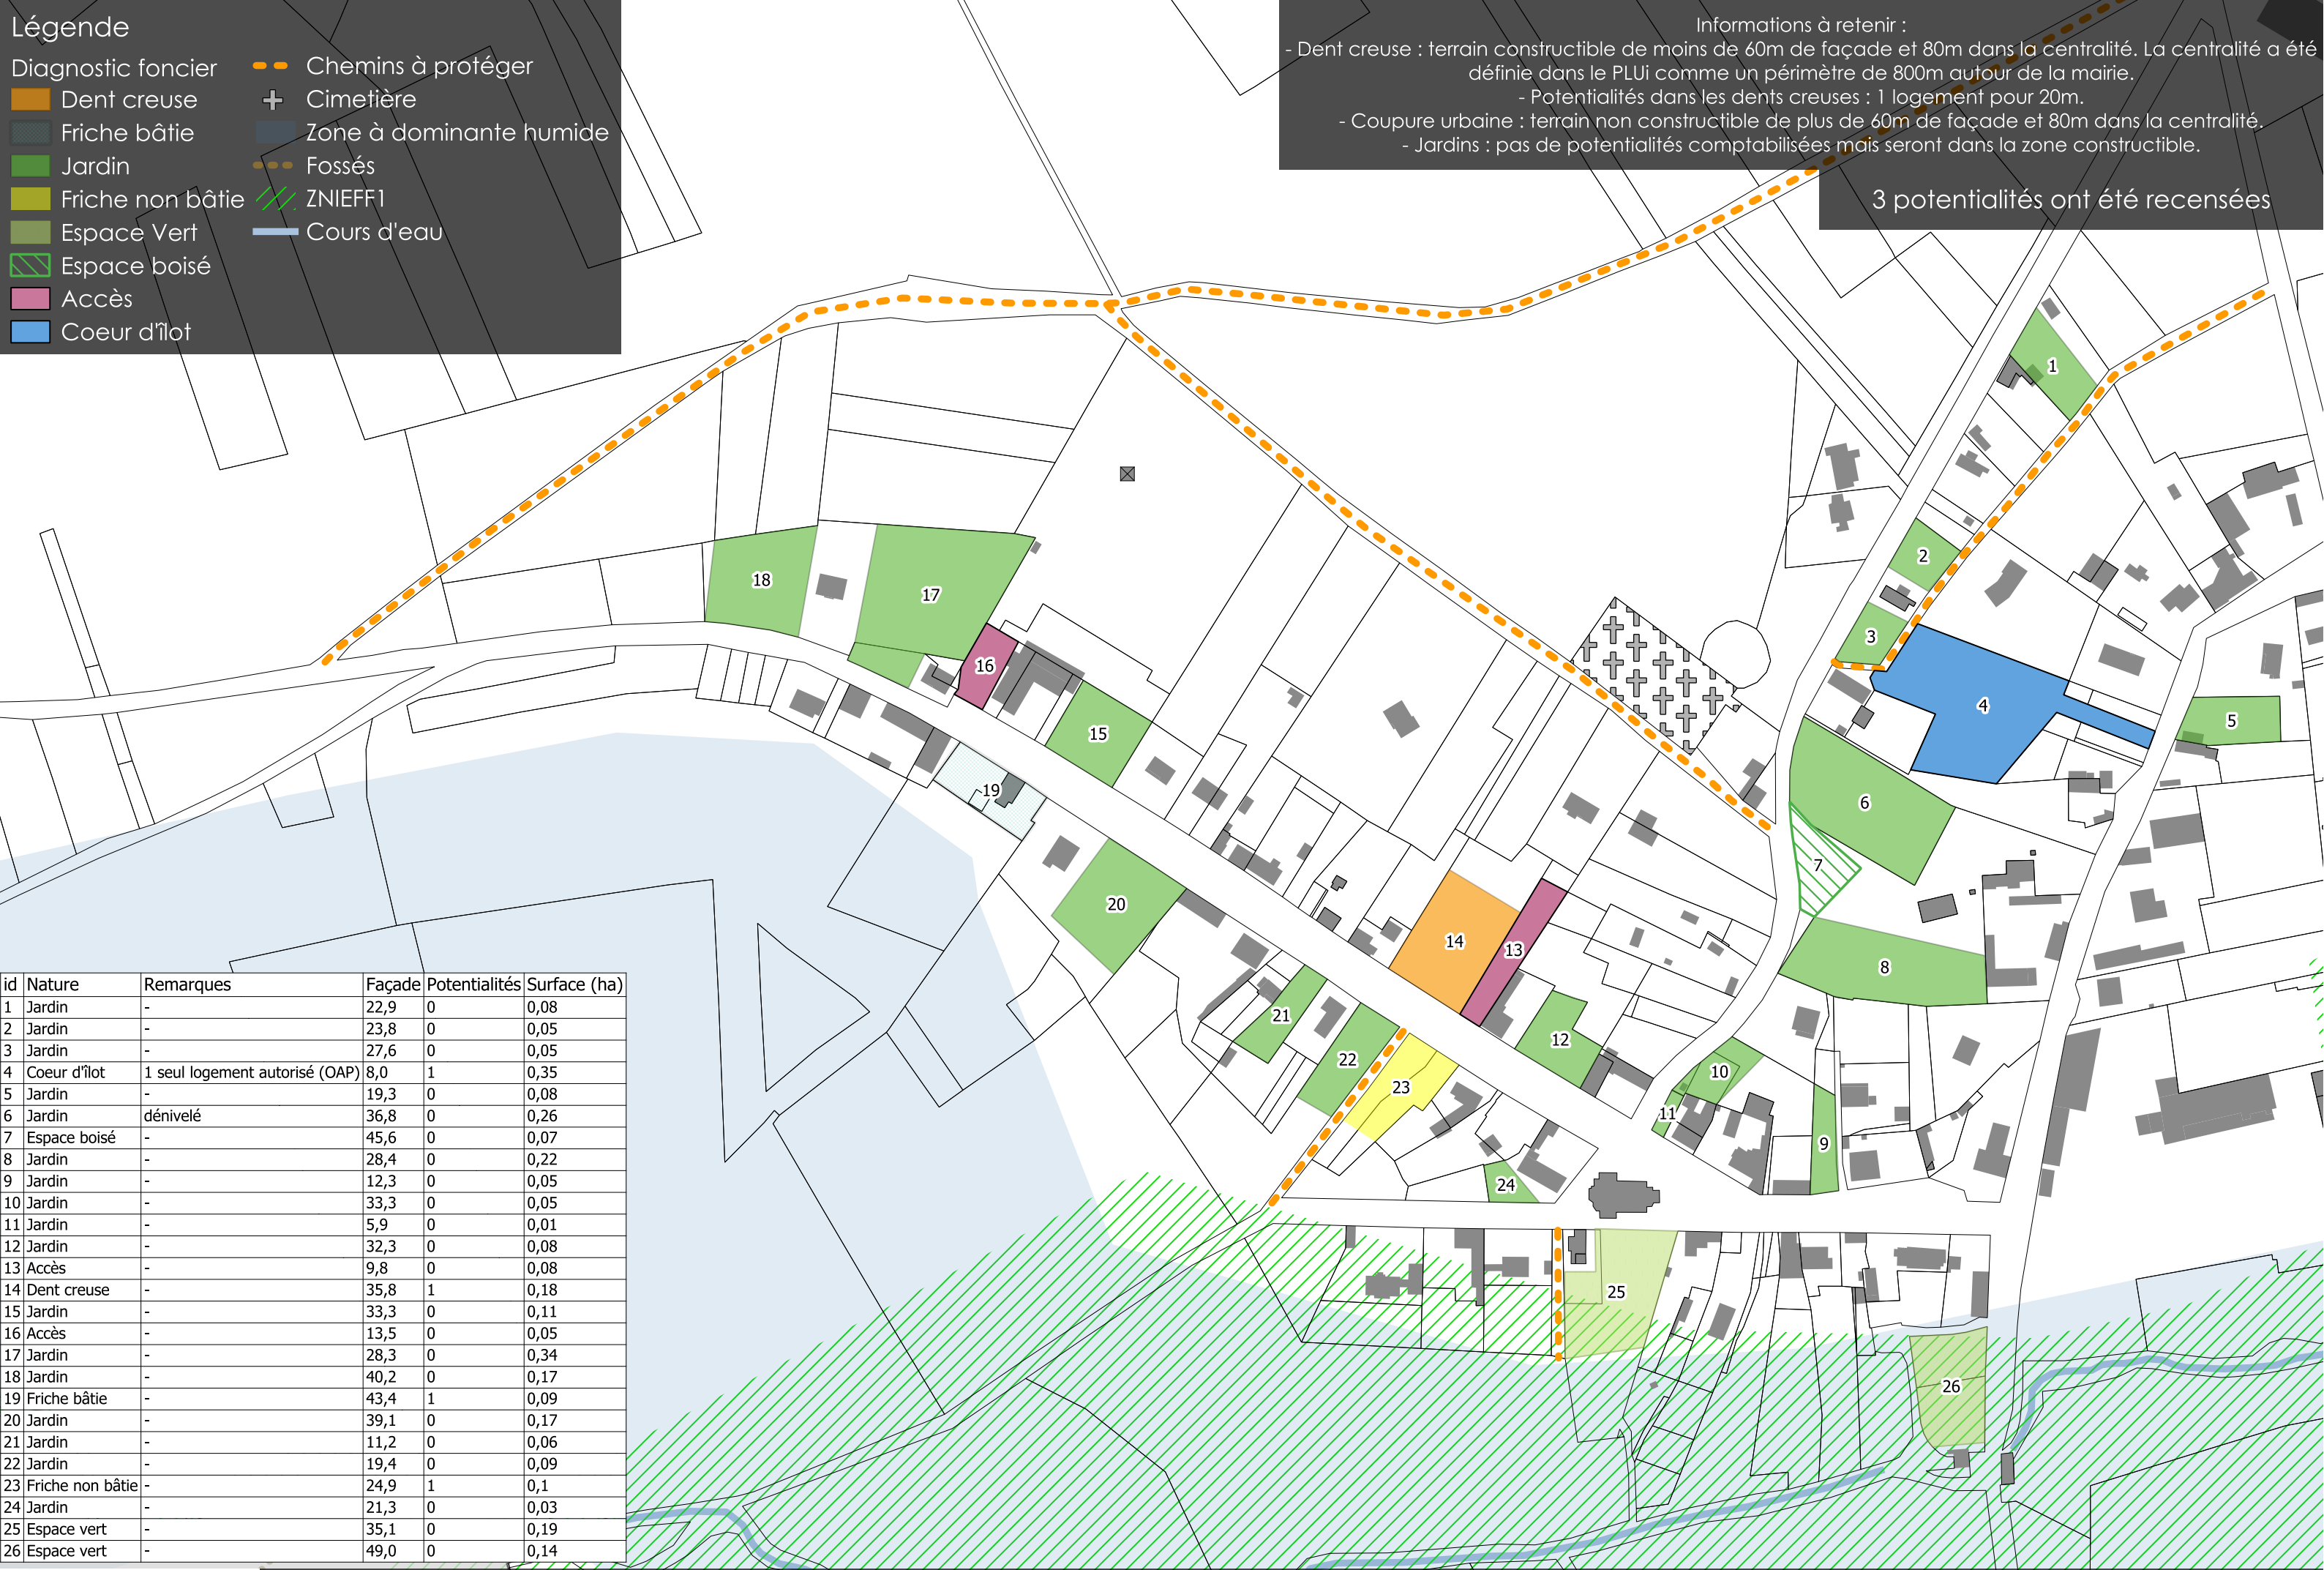 Légende
Diagnostic foncier
Dent creuse
Friche bâtie
Jardin
Friche non bâtie
Espace Vert
Espace boisé
Accès
Coeur d'îlot
Chemins à protéger
Cimetière
Zone à dominante humide
Fossés
ZNIEFF1
Cours d'eau
Informations à retenir :
- Dent creuse : terrain constructible de moins de 60m de façade et 80m dans la centralité. La centralité a été
définie dans le PLUi comme un périmètre de 800m autour de la mairie.
- Potentialités dans les dents creuses : 1 logement pour 20m.
- Coupure urbaine : terrain non constructible de plus de 60m de façade et 80m dans la centralité.
- Jardins : pas de potentialités comptabilisées mais seront dans la zone constructible.
3 potentialités ont été recensées
1
2
3
4
5
6
7
8
9
10
11
12
13
14
15
16
17
18
19
20
21
22
23
24
25
26
id Nature Remarques Façade Potentialités Surface (ha)
1 Jardin - 22,9 0 0,08
2 Jardin - 23,8 0 0,05
3 Jardin - 27,6 0 0,05
4 Coeur d'îlot 1 seul logement autorisé (OAP) 8,0 1 0,35
5 Jardin - 19,3 0 0,08
6 Jardin dénivelé 36,8 0 0,26
7 Espace boisé - 45,6 0 0,07
8 Jardin - 28,4 0 0,22
9 Jardin - 12,3 0 0,05
10 Jardin - 33,3 0 0,05
11 Jardin - 5,9 0 0,01
12 Jardin - 32,3 0 0,08
13 Accès - 9,8 0 0,08
14 Dent creuse - 35,8 1 0,18
15 Jardin - 33,3 0 0,11
16 Accès - 13,5 0 0,05
17 Jardin - 28,3 0 0,34
18 Jardin - 40,2 0 0,17
19 Friche bâtie - 43,4 1 0,09
20 Jardin - 39,1 0 0,17
21 Jardin - 11,2 0 0,06
22 Jardin - 19,4 0 0,09
23 Friche non bâtie - 24,9 1 0,1
24 Jardin - 21,3 0 0,03
25 Espace vert - 35,1 0 0,19
26 Espace vert - 49,0 0 0,14